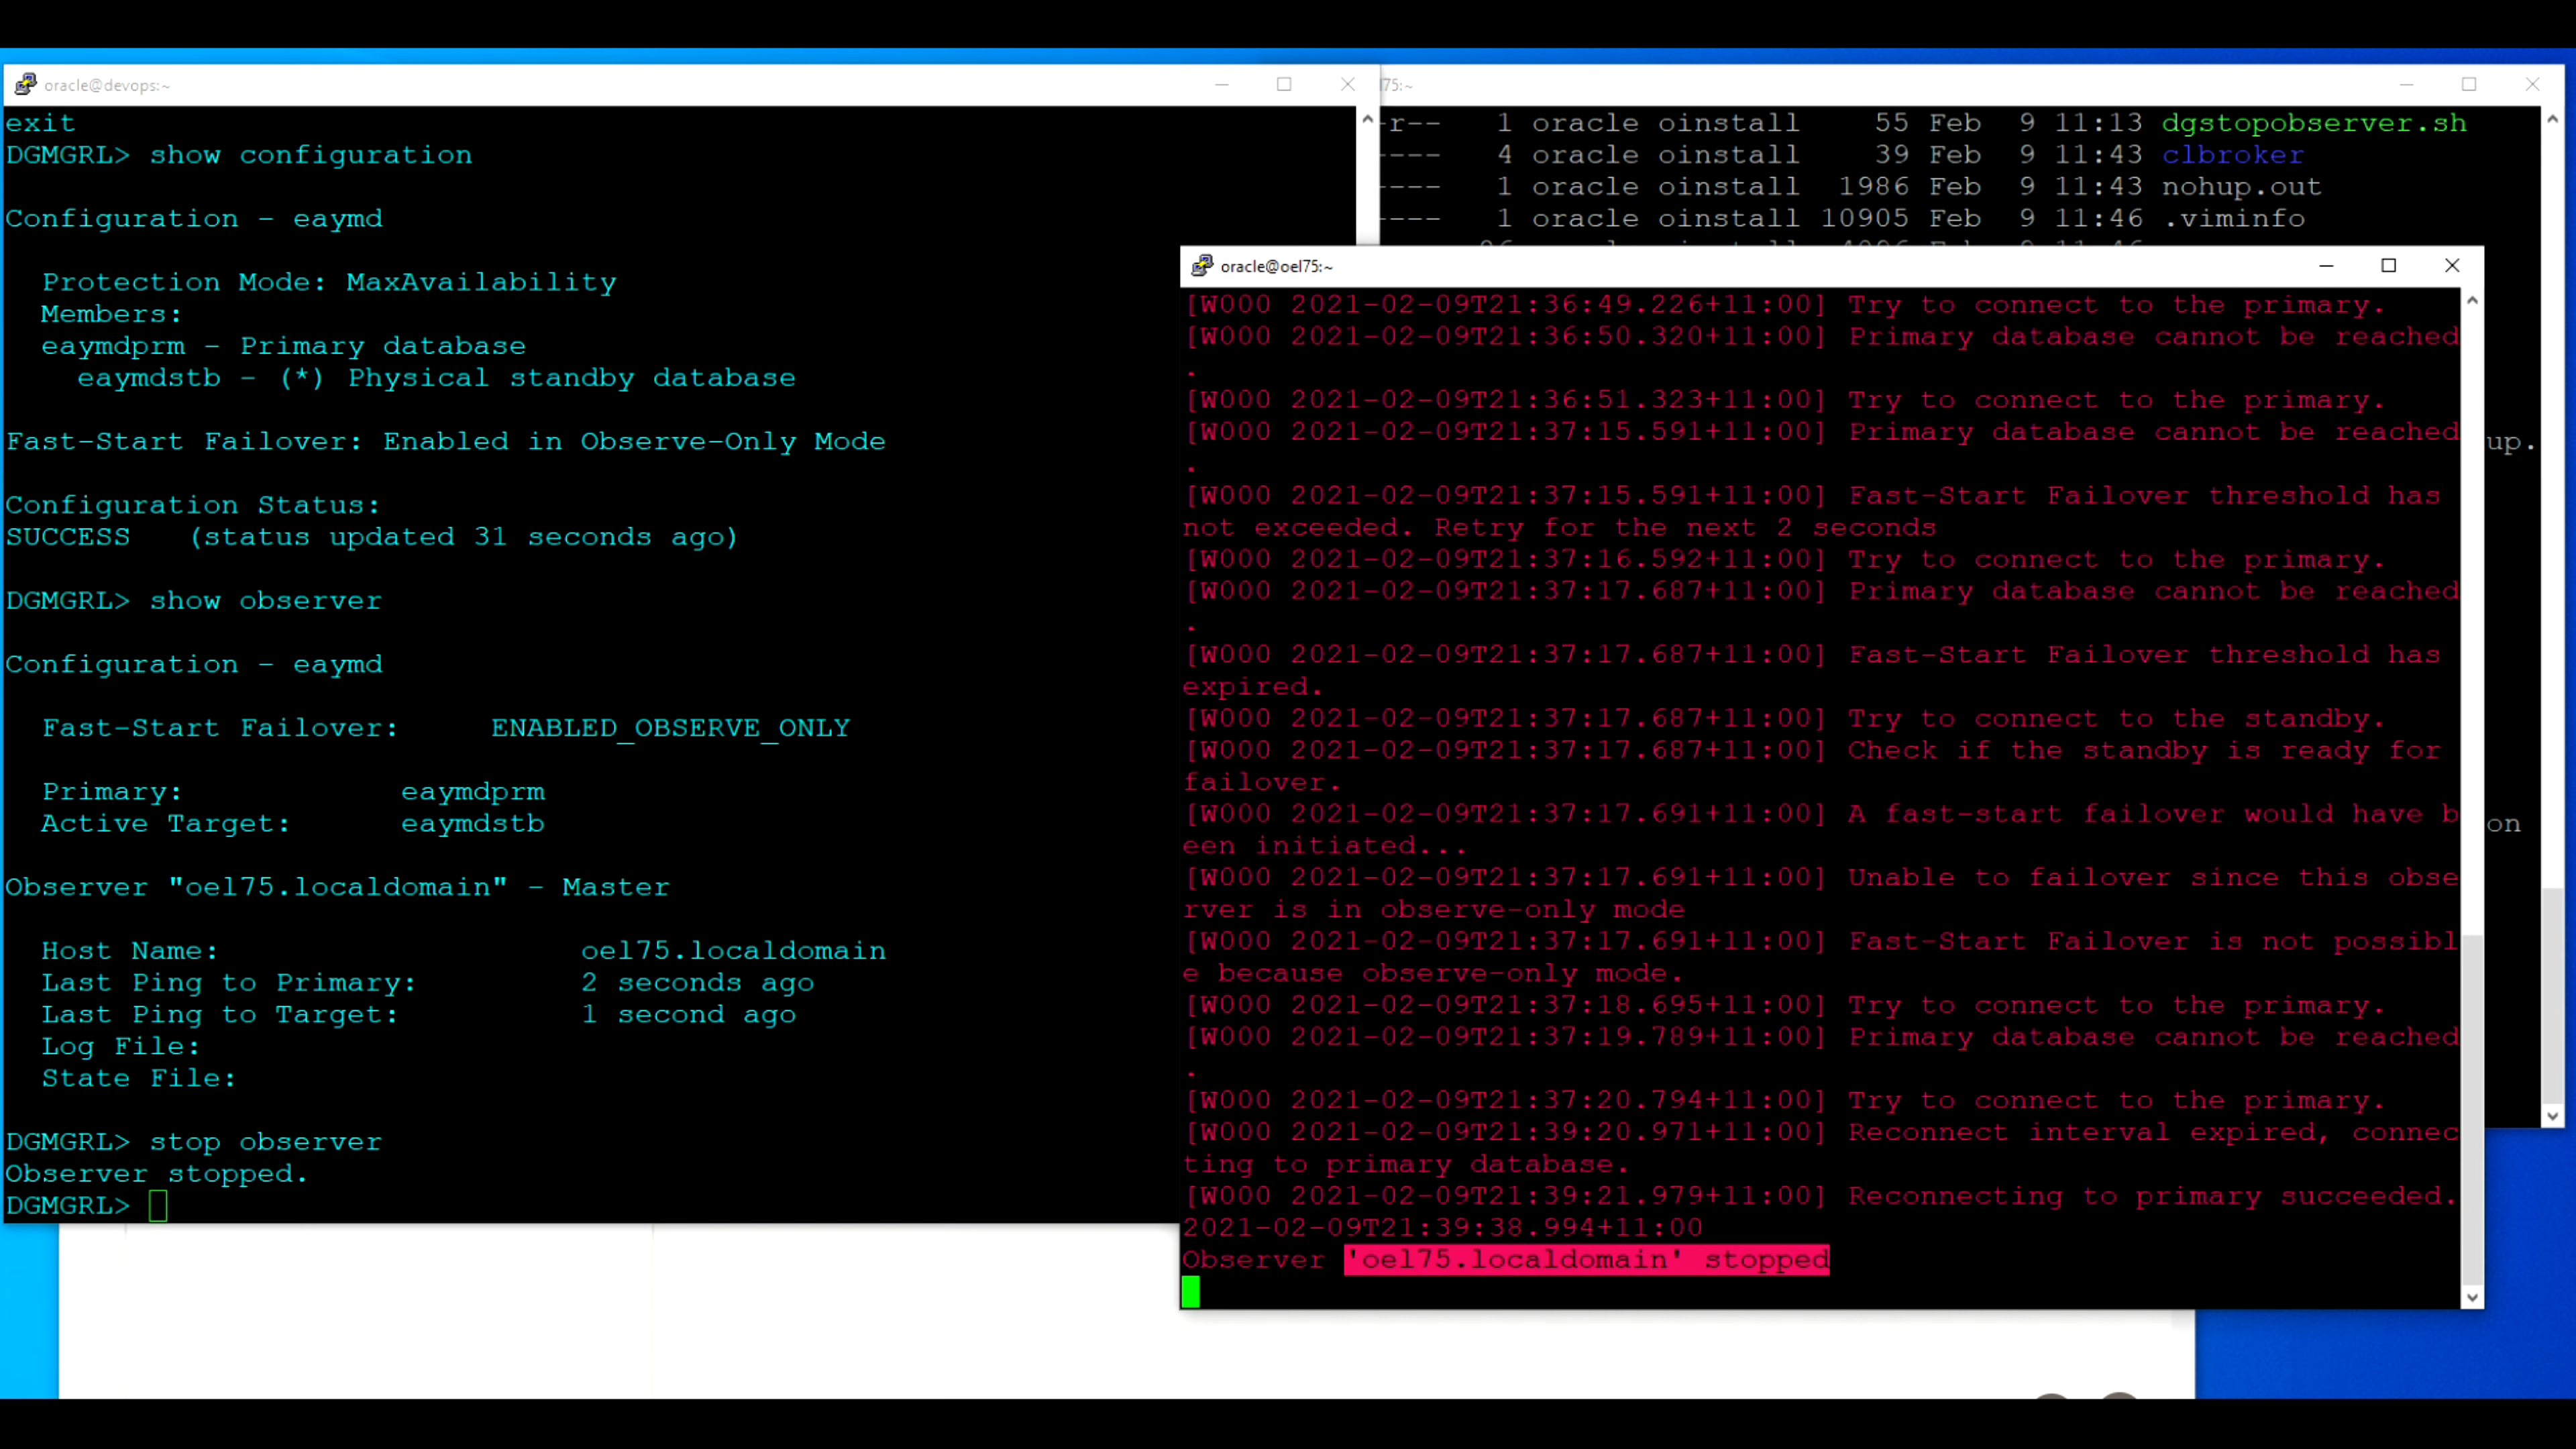 oracle@devops:~
exit
DGMGRL> show configuration
Configuration - eaymd
Protection Mode: MaxAvailability
Members:
eaymdprm - Primary database
eaymdstb - (*) Physical standby database
Fast-Start Failover: Enabled in Observe-Only Mode
Configuration Status:
SUCCESS (status updated 31 seconds ago)
DGMGRL> show observer
Configuration - eaymd
Fast-Start Failover: ENABLED_OBSERVE_ONLY
Primary: eaymdprm
Active Target: eaymdstb
Observer "oel75.localdomain" - Master
Host Name: oel75.localdomain
Last Ping to Primary: 2 seconds ago
Last Ping to Target: 1 second ago
Log File:
State File:
DGMGRL> stop observer
Observer stopped.
DGMGRL>
l75:~
-r-- 1 oracle oinstall 55 Feb 9 11:13 dgstopobserver.sh
---- 4 oracle oinstall 39 Feb 9 11:43 clbroker
---- 1 oracle oinstall 1986 Feb 9 11:43 nohup.out
---- 1 oracle oinstall 10905 Feb 9 11:46 .viminfo
up.
on
oracle@oel75:~
[W000 2021-02-09T21:36:49.226+11:00] Try to connect to the primary.
[W000 2021-02-09T21:36:50.320+11:00] Primary database cannot be reached
.
[W000 2021-02-09T21:36:51.323+11:00] Try to connect to the primary.
[W000 2021-02-09T21:37:15.591+11:00] Primary database cannot be reached
.
[W000 2021-02-09T21:37:15.591+11:00] Fast-Start Failover threshold has
not exceeded. Retry for the next 2 seconds
[W000 2021-02-09T21:37:16.592+11:00] Try to connect to the primary.
[W000 2021-02-09T21:37:17.687+11:00] Primary database cannot be reached
.
[W000 2021-02-09T21:37:17.687+11:00] Fast-Start Failover threshold has
expired.
[W000 2021-02-09T21:37:17.687+11:00] Try to connect to the standby.
[W000 2021-02-09T21:37:17.687+11:00] Check if the standby is ready for
failover.
[W000 2021-02-09T21:37:17.691+11:00] A fast-start failover would have b
een initiated...
[W000 2021-02-09T21:37:17.691+11:00] Unable to failover since this obse
rver is in observe-only mode
[W000 2021-02-09T21:37:17.691+11:00] Fast-Start Failover is not possibl
e because observe-only mode.
[W000 2021-02-09T21:37:18.695+11:00] Try to connect to the primary.
[W000 2021-02-09T21:37:19.789+11:00] Primary database cannot be reached
.
[W000 2021-02-09T21:37:20.794+11:00] Try to connect to the primary.
[W000 2021-02-09T21:39:20.971+11:00] Reconnect interval expired, connec
ting to primary database.
[W000 2021-02-09T21:39:21.979+11:00] Reconnecting to primary succeeded.
2021-02-09T21:39:38.994+11:00
Observer 'oel75.localdomain' stopped